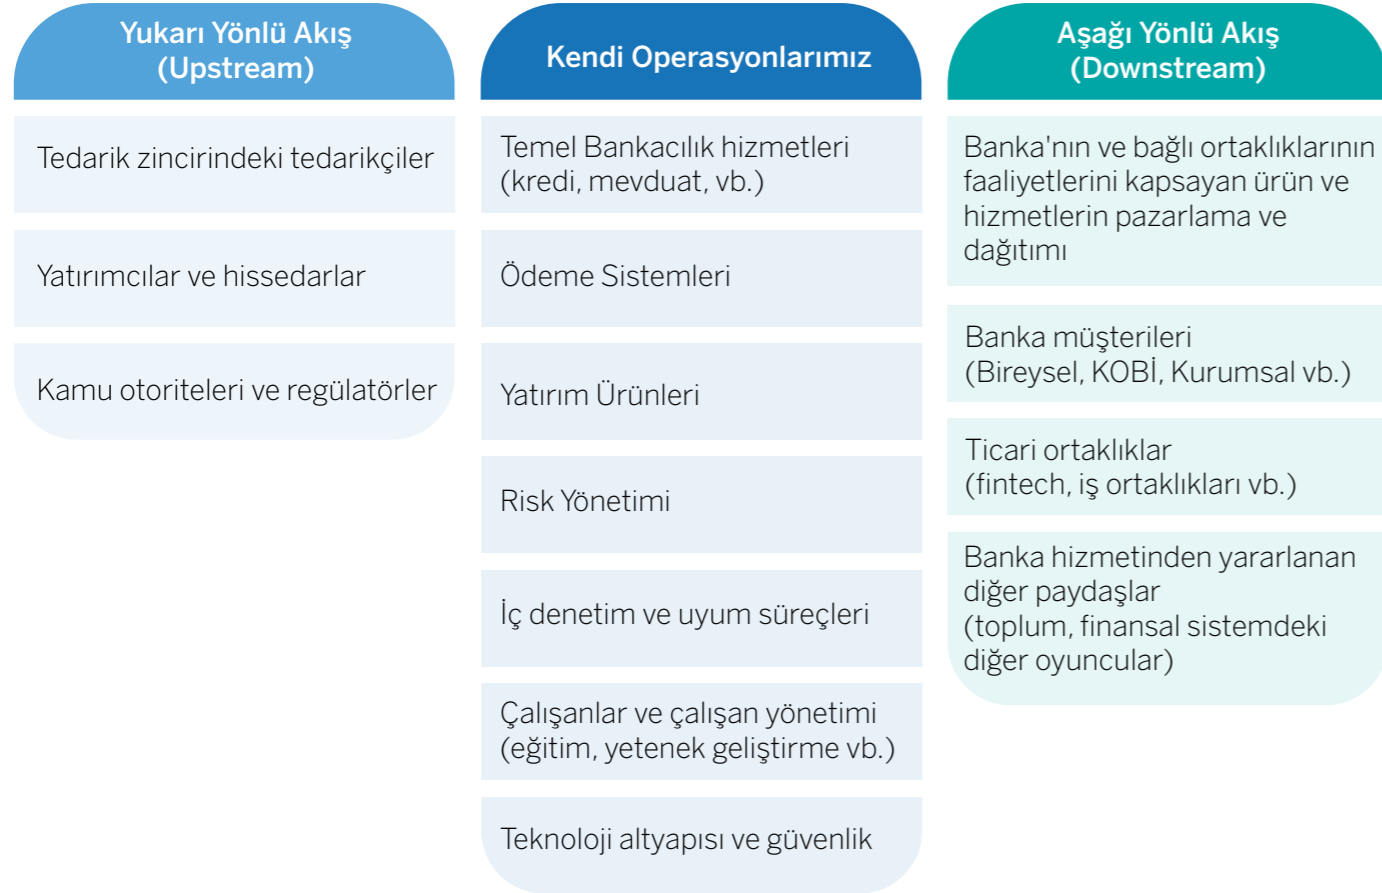 Yukarı Yönlü Akış
(Upstream)
Tedarik zincirindeki tedarikçiler
Yatırımcılar ve hissedarlar
Kamu otoriteleri ve regülatörler
Kendi Operasyonlarımız
Temel Bankacılık hizmetleri
(kredi, mevduat, vb.)
Ödeme Sistemleri
Yatırım Ürünleri
Risk Yönetimi
İç denetim ve uyum süreçleri
Çalışanlar ve çalışan yönetimi
(eğitim, yetenek geliştirme vb.)
Teknoloji altyapısı ve güvenlik
Aşağı Yönlü Akış
(Downstream)
Banka'nın ve bağlı ortaklıklarının
faaliyetlerini kapsayan ürün ve
hizmetlerin pazarlama ve
dağıtımı
Banka müşterileri
(Bireysel, KOBİ, Kurumsal vb.)
Ticari ortaklıklar
(fintech, iş ortaklıkları vb.)
Banka hizmetinden yararlanan
diğer paydaşlar
(toplum, finansal sistemdeki
diğer oyuncular)